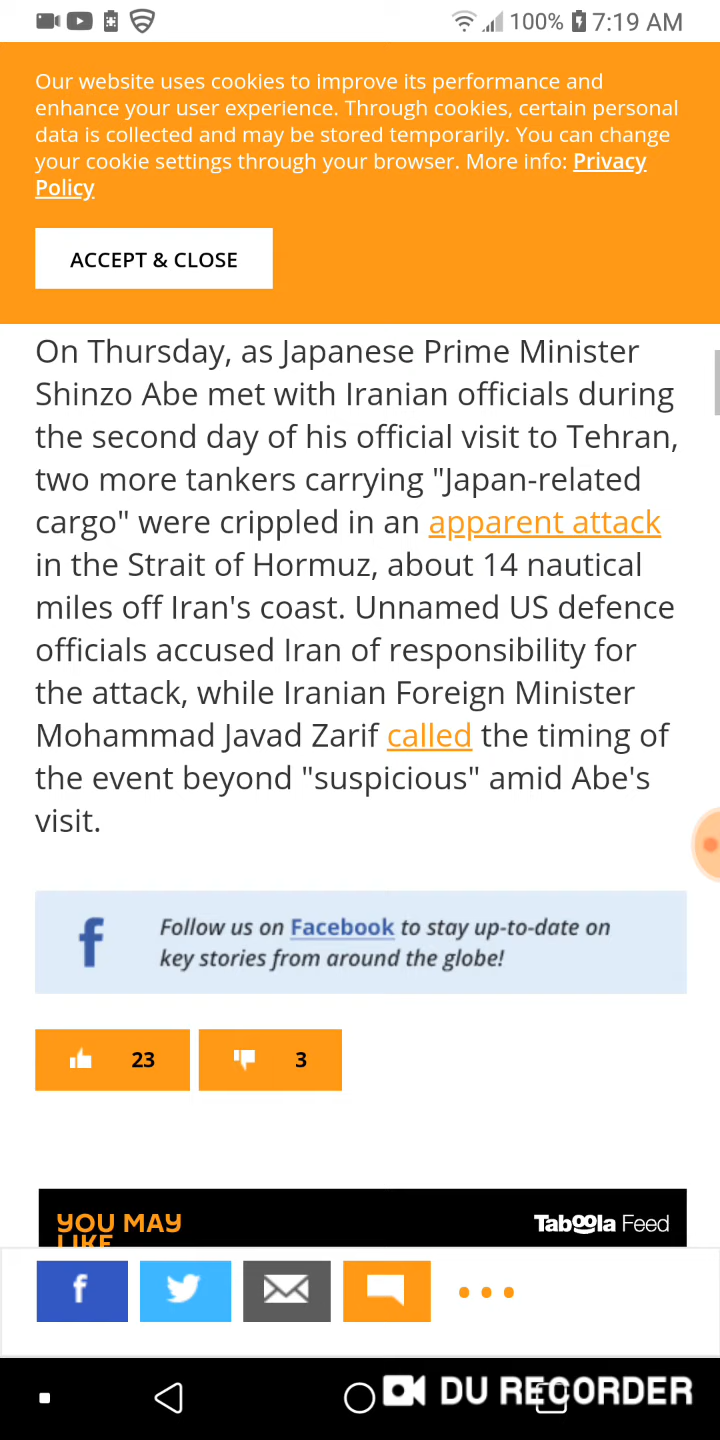 100% 7:19 AM
Our website uses cookies to improve its performance and
enhance your user experience. Through cookies, certain personal
data is collected and may be stored temporarily. You can change
your cookie settings through your browser. More info: Privacy
Policy
ACCEPT & CLOSE
On Thursday, as Japanese Prime Minister
Shinzo Abe met with Iranian officials during
the second day of his official visit to Tehran,
two more tankers carrying "Japan-related
cargo" were crippled in an apparent attack
in the Strait of Hormuz, about 14 nautical
miles off Iran's coast. Unnamed US defence
officials accused Iran of responsibility for
the attack, while Iranian Foreign Minister
Mohammad Javad Zarif called the timing of
the event beyond "suspicious" amid Abe's
visit.
f Follow us on Facebook to stay up-to-date on
key stories from around the globe!
23 3
YOU MAY
LIKE
Taboola Feed
f
DU RECORDER